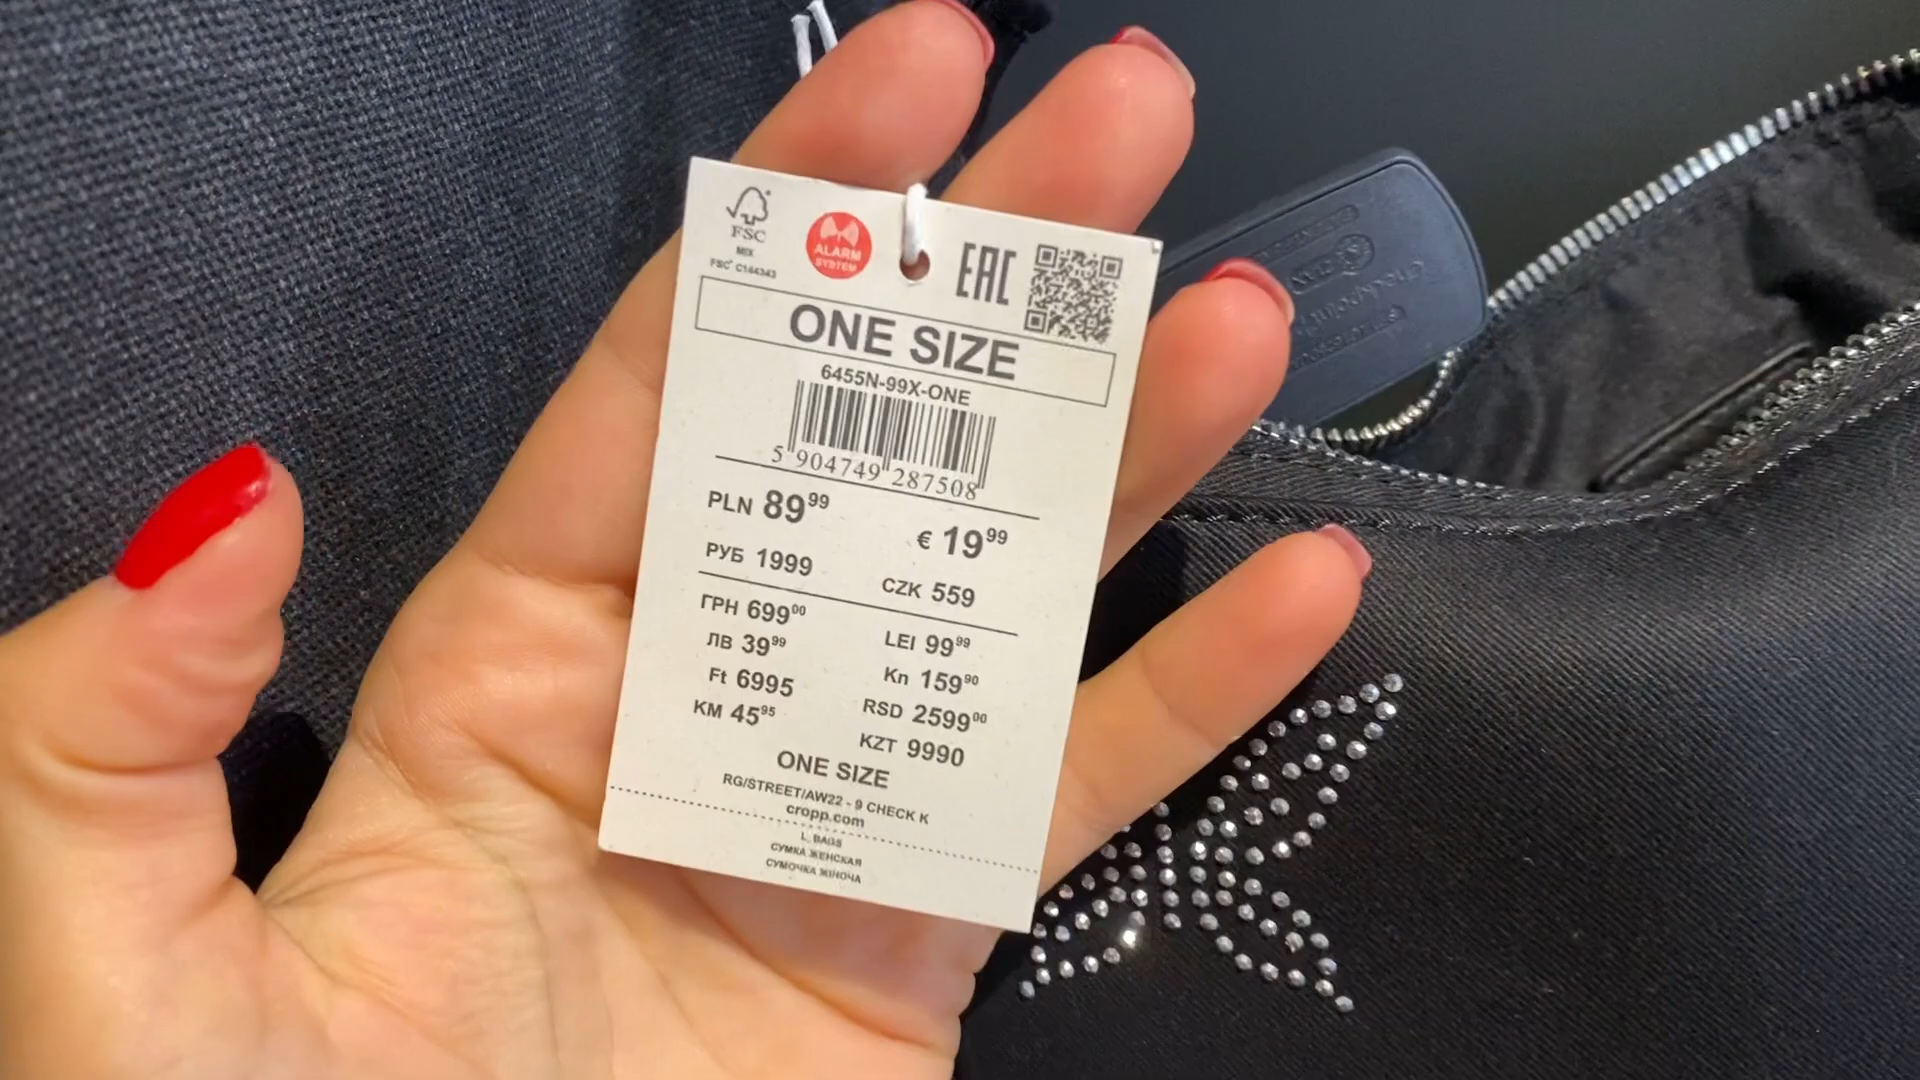 FSC
MIX
FSC® C144343
ALARM
SYSTEM
EAC
ONE SIZE
6455N-99X-ONE
5 904749 287508
PLN 89⁹⁹
€ 19⁹⁹
РУБ 1999
CZK 559
ГРН 699⁰⁰
LEI 99⁹⁹
ЛВ 39⁹⁹
Kn 159⁹⁰
Ft 6995
RSD 2599⁰⁰
KM 45⁹⁵
KZT 9990
ONE SIZE
RG/STREET/AW22 - 9 CHECK K
cropp.com
L_BAGS
СУМКА ЖЕНСКАЯ
СУМОЧКА ЖІНОЧА
Checkpoint